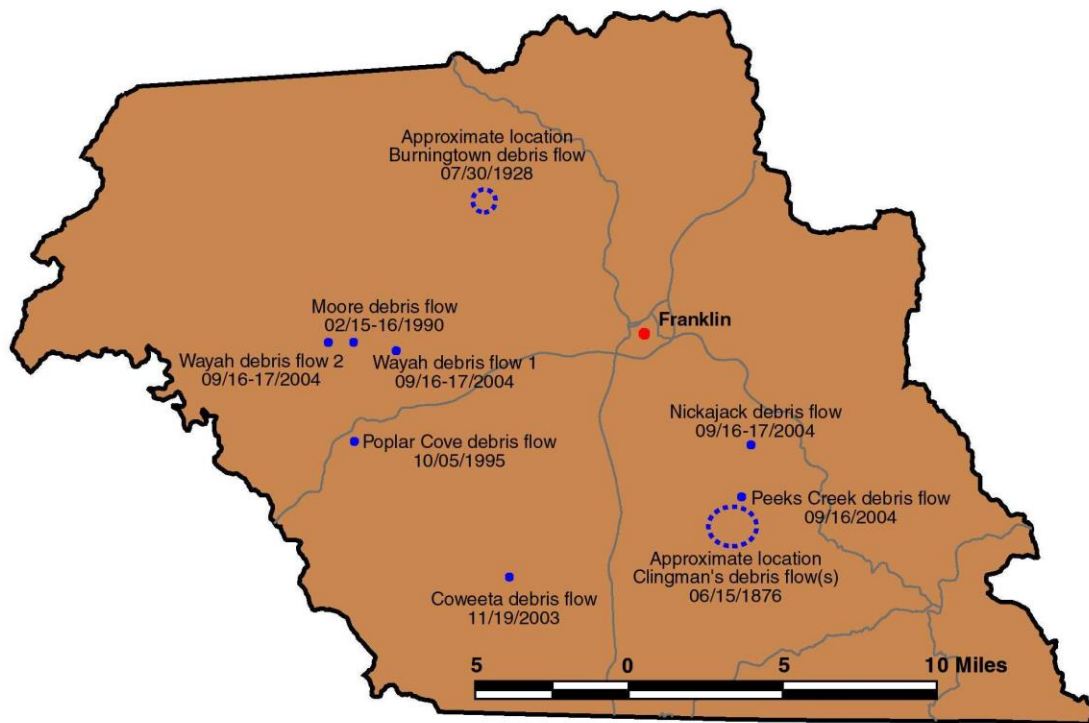 Approximate location
Burningtown debris flow
07/30/1928
Moore debris flow
02/15-16/1990
Franklin
Wayah debris flow 2
09/16-17/2004
Wayah debris flow 1
09/16-17/2004
Nickajack debris flow
09/16-17/2004
Poplar Cove debris flow
10/05/1995
Peeks Creek debris flow
09/16/2004
Approximate location
Clingman's debris flow(s)
06/15/1876
Coweeta debris flow
11/19/2003
5 0 5 10 Miles